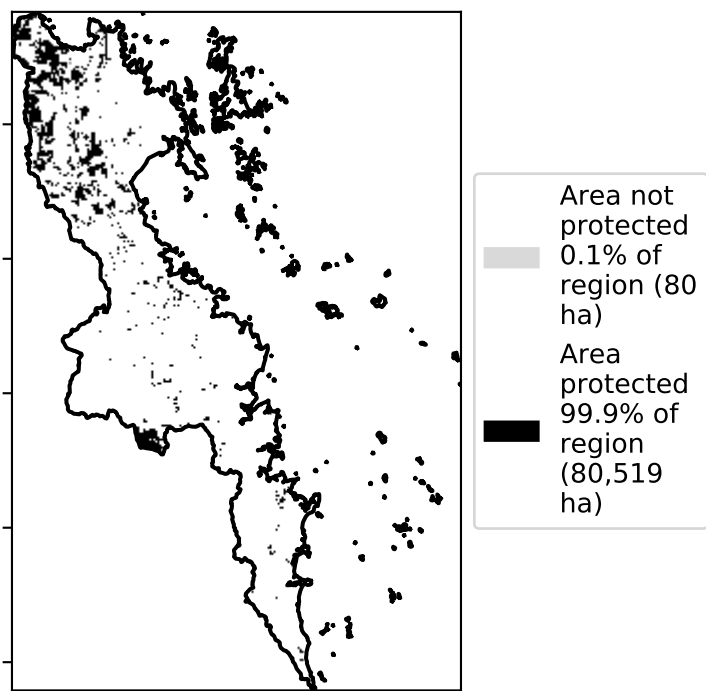 Area not
protected
0.1% of
region (80
ha)
Area
protected
99.9% of
region
(80,519
ha)